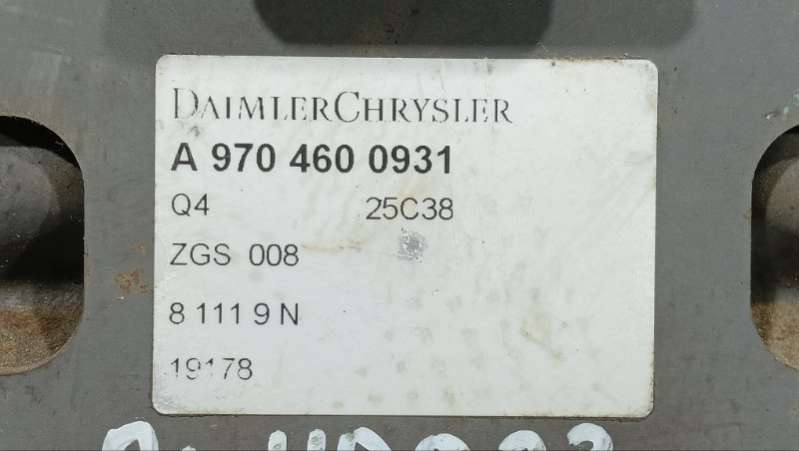 DAIMLERCHRYSLER
A 970 460 0931
Q4 25C38
ZGS 008
8 111 9 N
19178